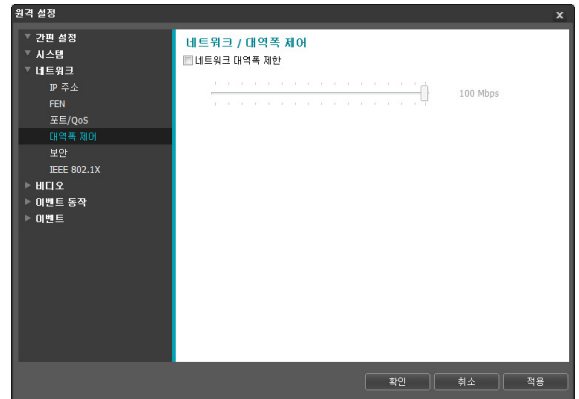 원격 설정
x
간편 설정
시스템
네트워크
IP 주소
FEN
포트/QoS
대역폭 제어
보안
IEEE 802.1X
비디오
이벤트 동작
이벤트
네트워크 / 대역폭 제어
네트워크 대역폭 제한
100 Mbps
확인
취소
적용